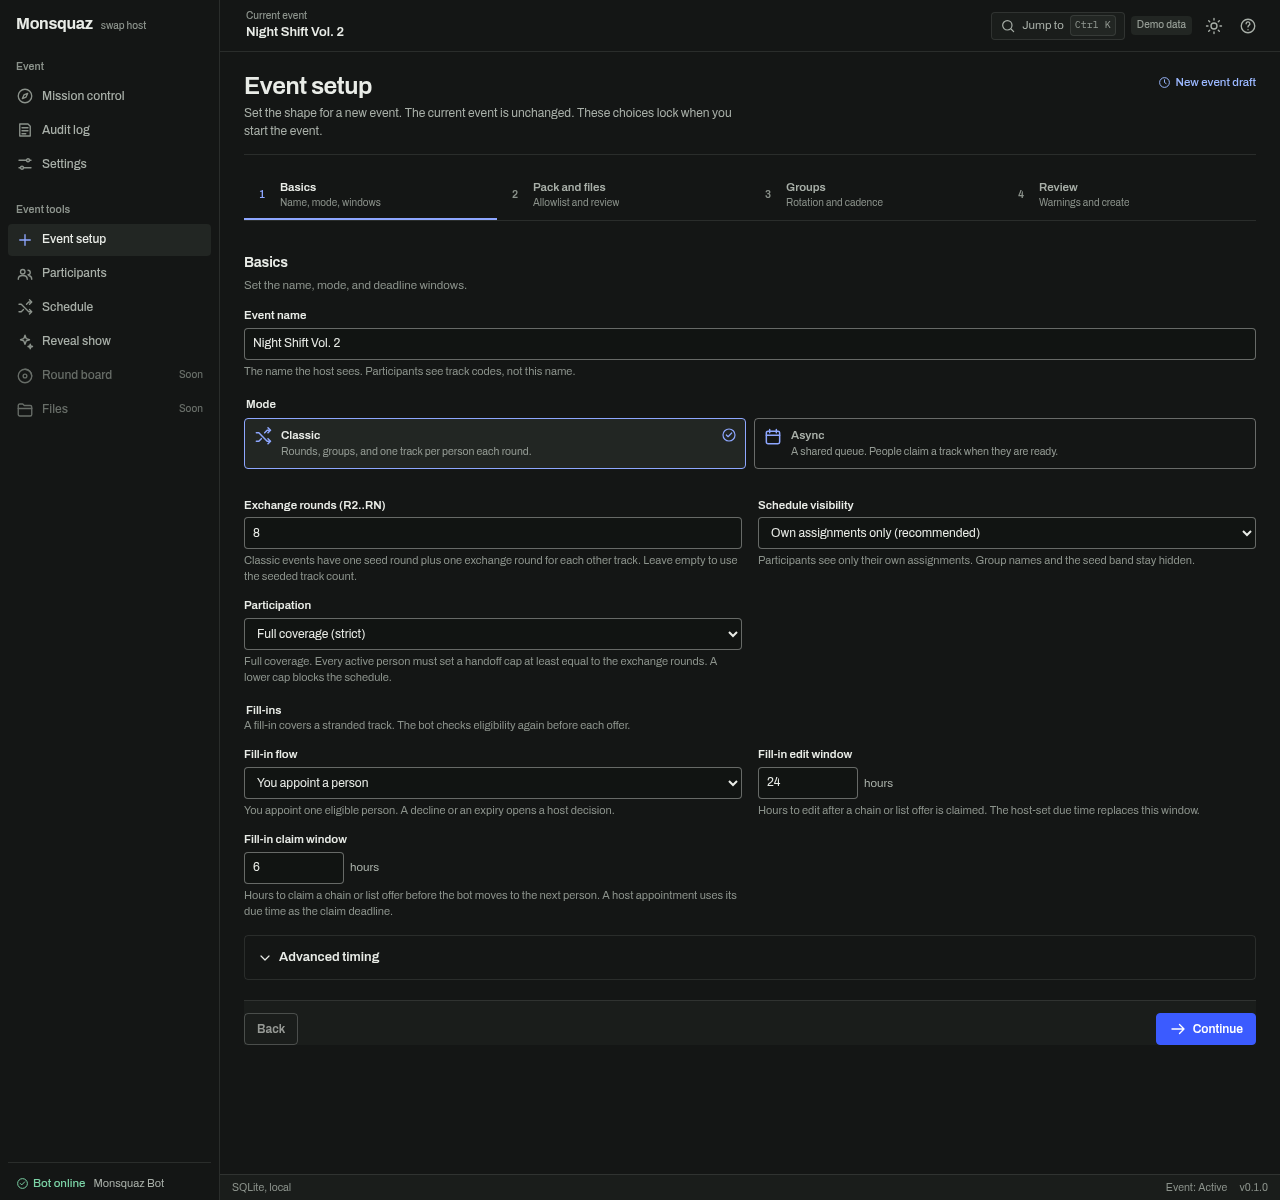 Monsquaz swap host
Event
Mission control
Audit log
Settings
Event tools
Event setup
Participants
Schedule
Reveal show
Round board Soon
Files Soon
Bot online Monsquaz Bot
Current event
Night Shift Vol. 2
Jump to Ctrl K
Demo data
Event setup
New event draft
Set the shape for a new event. The current event is unchanged. These choices lock when you
start the event.
1 Basics
Name, mode, windows
2 Pack and files
Allowlist and review
3 Groups
Rotation and cadence
4 Review
Warnings and create
Basics
Set the name, mode, and deadline windows.
Event name
Night Shift Vol. 2
The name the host sees. Participants see track codes, not this name.
Mode
Classic
Rounds, groups, and one track per person each round.
Async
A shared queue. People claim a track when they are ready.
Exchange rounds (R2..RN)
8
Classic events have one seed round plus one exchange round for each other track. Leave empty to use
the seeded track count.
Schedule visibility
Own assignments only (recommended)
Participants see only their own assignments. Group names and the seed band stay hidden.
Participation
Full coverage (strict)
Full coverage. Every active person must set a handoff cap at least equal to the exchange rounds. A
lower cap blocks the schedule.
Fill-ins
A fill-in covers a stranded track. The bot checks eligibility again before each offer.
Fill-in flow
You appoint a person
You appoint one eligible person. A decline or an expiry opens a host decision.
Fill-in edit window
24 hours
Hours to edit after a chain or list offer is claimed. The host-set due time replaces this window.
Fill-in claim window
6 hours
Hours to claim a chain or list offer before the bot moves to the next person. A host appointment uses its
due time as the claim deadline.
Advanced timing
Back
Continue
SQLite, local
Event: Active v0.1.0